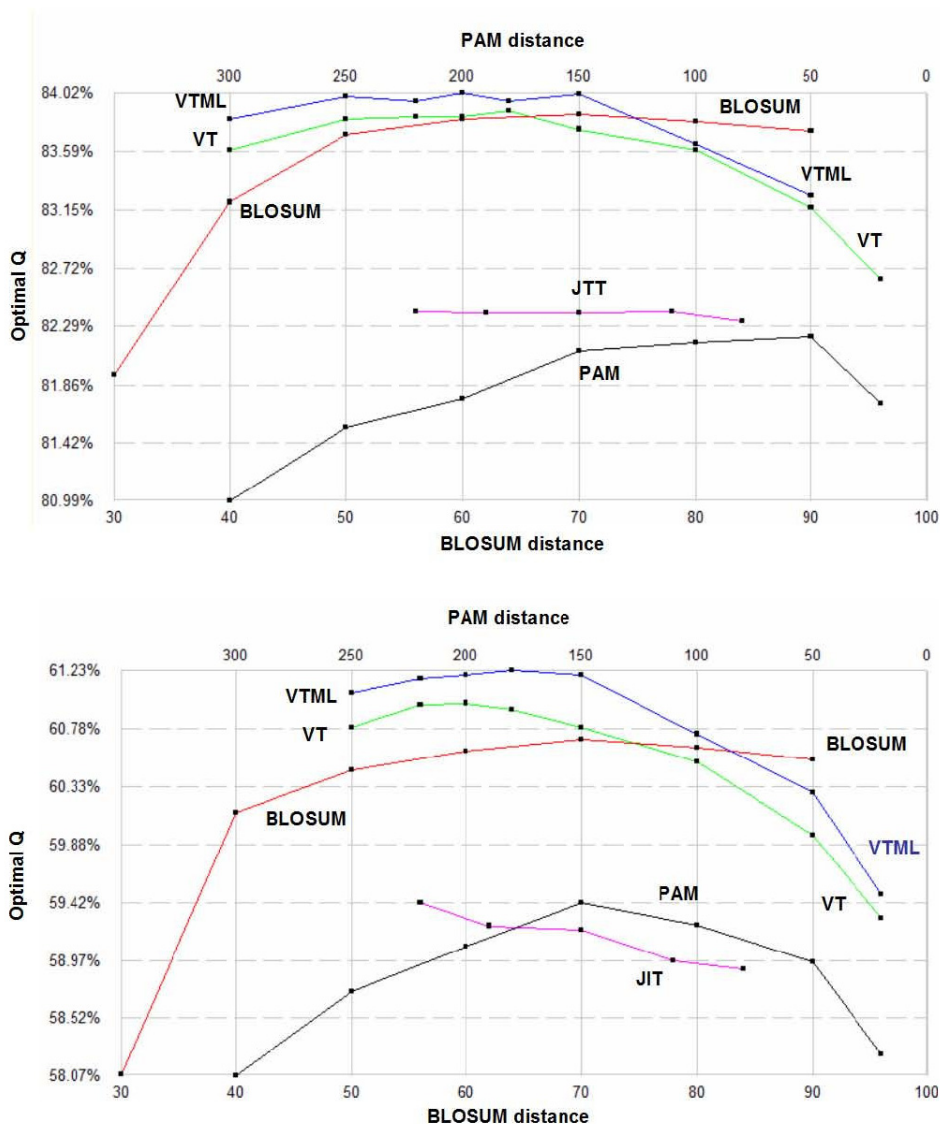 PAM distance
300 250 200 150 100 50 0
84.02%
VTML
BLOSUM
VT
83.59%
VTML
83.15%
BLOSUM
VT
82.72%
JTT
82.29%
PAM
81.86%
81.42%
80.99%
Optimal Q
30 40 50 60 70 80 90 100
BLOSUM distance
PAM distance
300 250 200 150 100 50 0
61.23%
VTML
60.78%
VT
BLOSUM
60.33%
BLOSUM
59.88%
VTML
PAM
59.42%
VT
58.97%
JIT
58.52%
58.07%
Optimal Q
30 40 50 60 70 80 90 100
BLOSUM distance